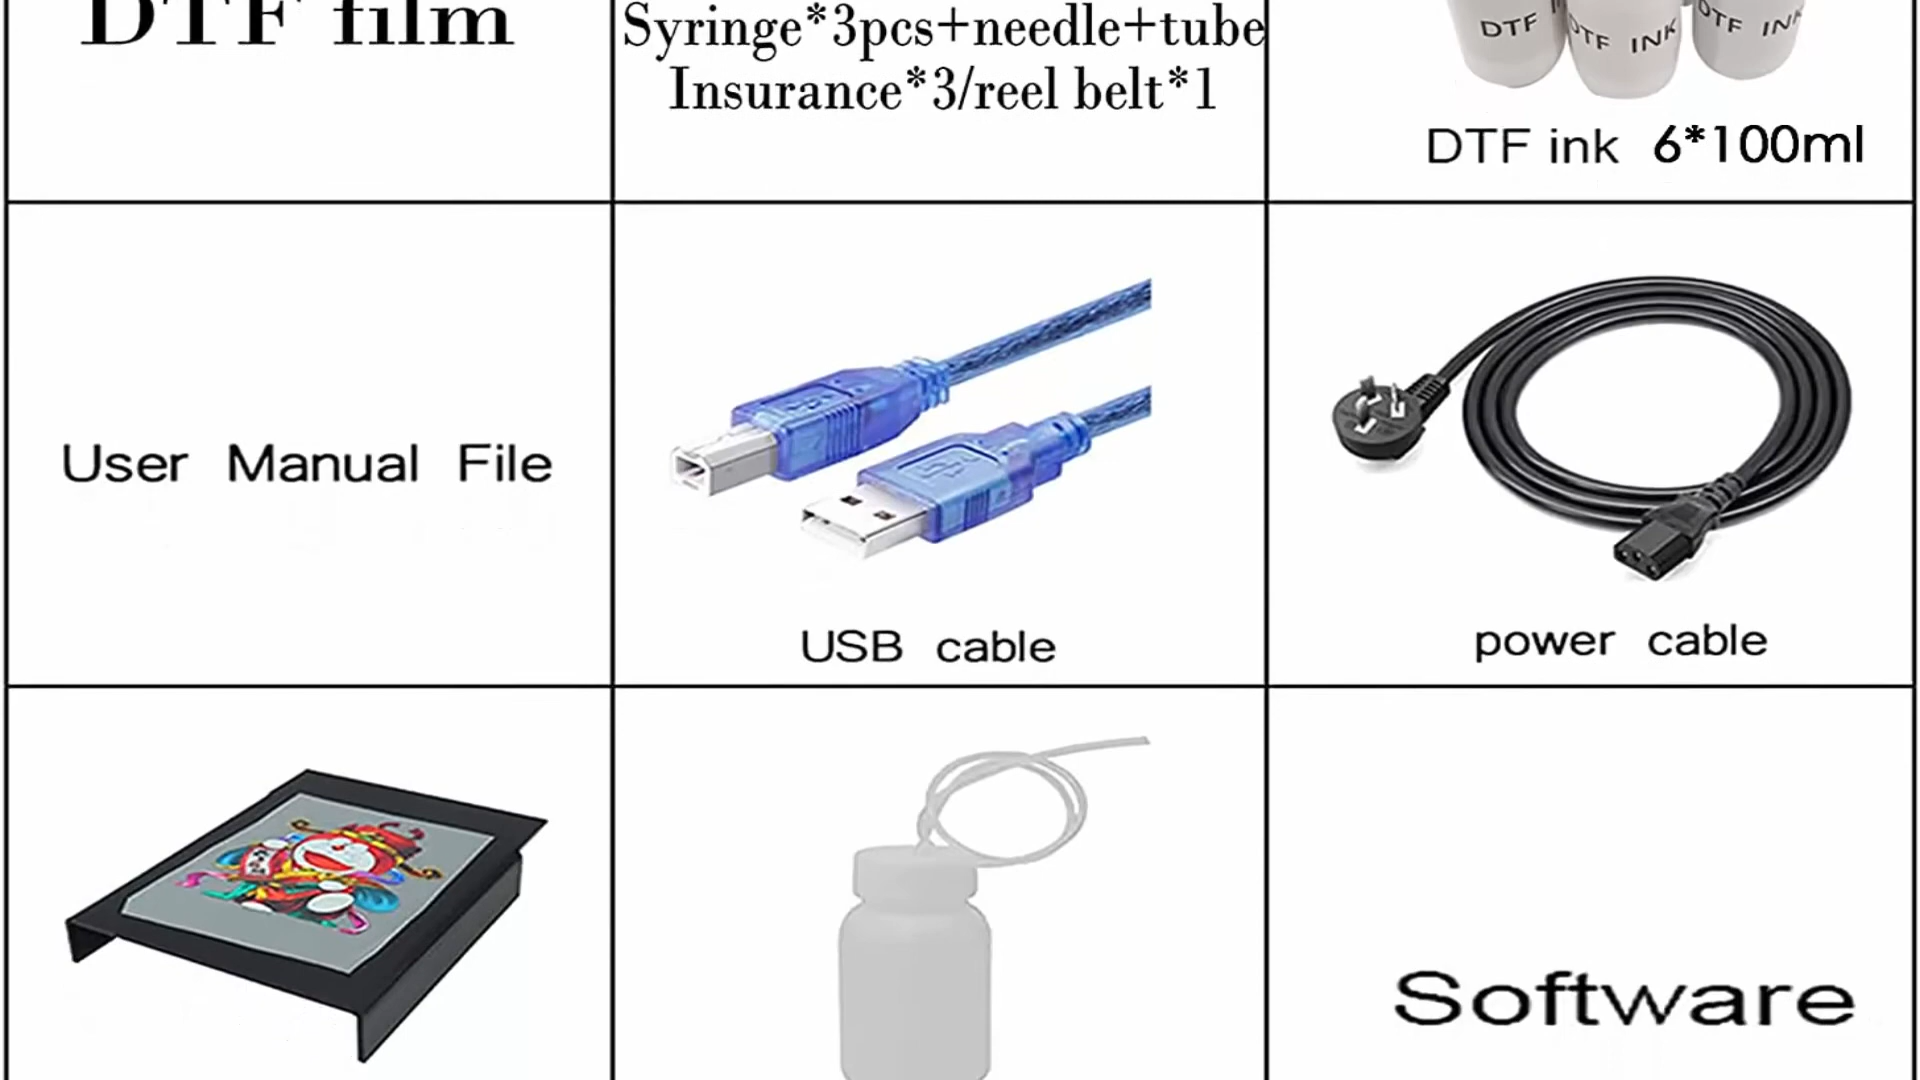 DTF film
Syringe*3pcs+needle+tube
Insurance*3/reel belt*1
DTF
DTF INK
DTF INK
DTF ink 6*100ml
User Manual File
USB cable
power cable
Software